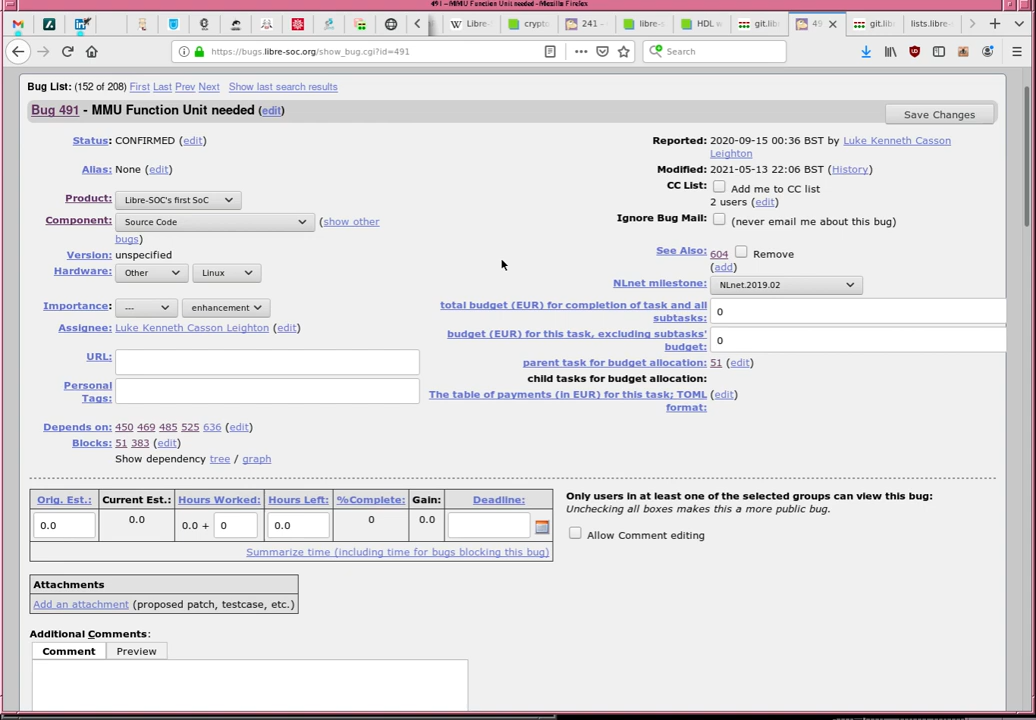 491 – MMU Function Unit needed - Mozilla Firefox
Libre-
crypto
241 –
libre-s
HDL w
git.lib
49
git.lib
lists.libre-s
https://bugs.libre-soc.org/show_bug.cgi?id=491
Search
Bug List: (152 of 208) First Last Prev Next Show last search results
Bug 491 - MMU Function Unit needed (edit)
Save Changes
Status: CONFIRMED (edit)
Alias: None (edit)
Product: Libre-SOC's first SoC
Component: Source Code (show other
bugs)
Version: unspecified
Hardware: Other Linux
Importance: --- enhancement
Assignee: Luke Kenneth Casson Leighton (edit)
URL:
Personal
Tags:
Depends on: 450 469 485 525 636 (edit)
Blocks: 51 383 (edit)
Show dependency tree / graph
Reported: 2020-09-15 00:36 BST by Luke Kenneth Casson
Leighton
Modified: 2021-05-13 22:06 BST (History)
CC List: Add me to CC list
2 users (edit)
Ignore Bug Mail: (never email me about this bug)
See Also: 604 Remove
(add)
NLnet milestone: NLnet.2019.02
total budget (EUR) for completion of task and all
subtasks: 0
budget (EUR) for this task, excluding subtasks'
budget: 0
parent task for budget allocation: 51 (edit)
child tasks for budget allocation:
The table of payments (in EUR) for this task; TOML (edit)
format:
Orig. Est.: Current Est.: Hours Worked: Hours Left: %Complete: Gain: Deadline:
0.0 0.0 0.0 + 0 0.0 0 0.0
Summarize time (including time for bugs blocking this bug)
Only users in at least one of the selected groups can view this bug:
Unchecking all boxes makes this a more public bug.
Allow Comment editing
Attachments
Add an attachment (proposed patch, testcase, etc.)
Additional Comments:
Comment Preview